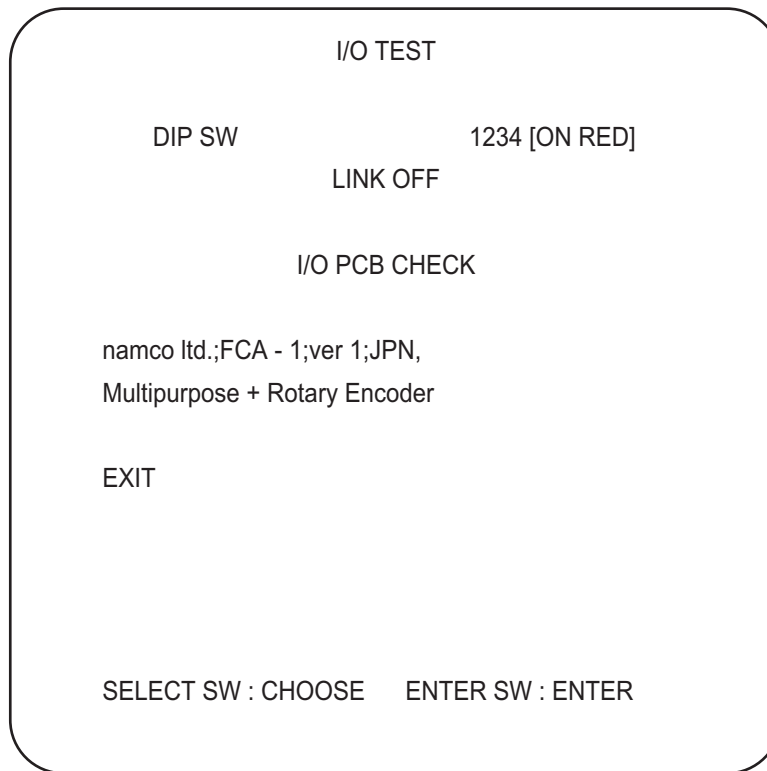 I/O TEST
DIP SW 1234 [ON RED]
LINK OFF
I/O PCB CHECK
namco ltd.;FCA - 1;ver 1;JPN,
Multipurpose + Rotary Encoder
EXIT
SELECT SW : CHOOSE ENTER SW : ENTER